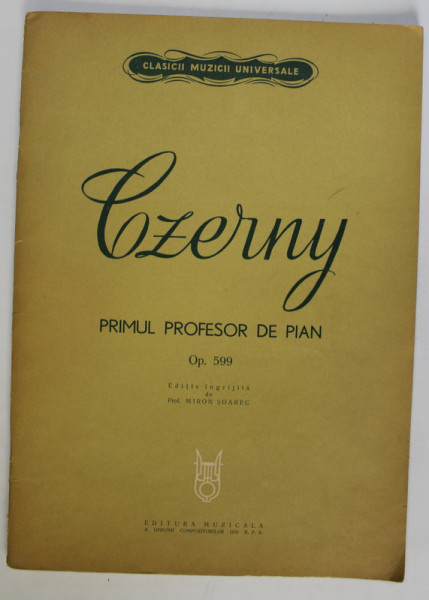 CLASICII MUZICII UNIVERSALE
Czerny
PRIMUL PROFESOR DE PIAN
Op. 599
Ediție îngrijită
de
Prof. MIRON ȘOAREC
EDITURA MUZICALĂ
A UNIUNII COMPOZITORILOR DIN R. P. R.